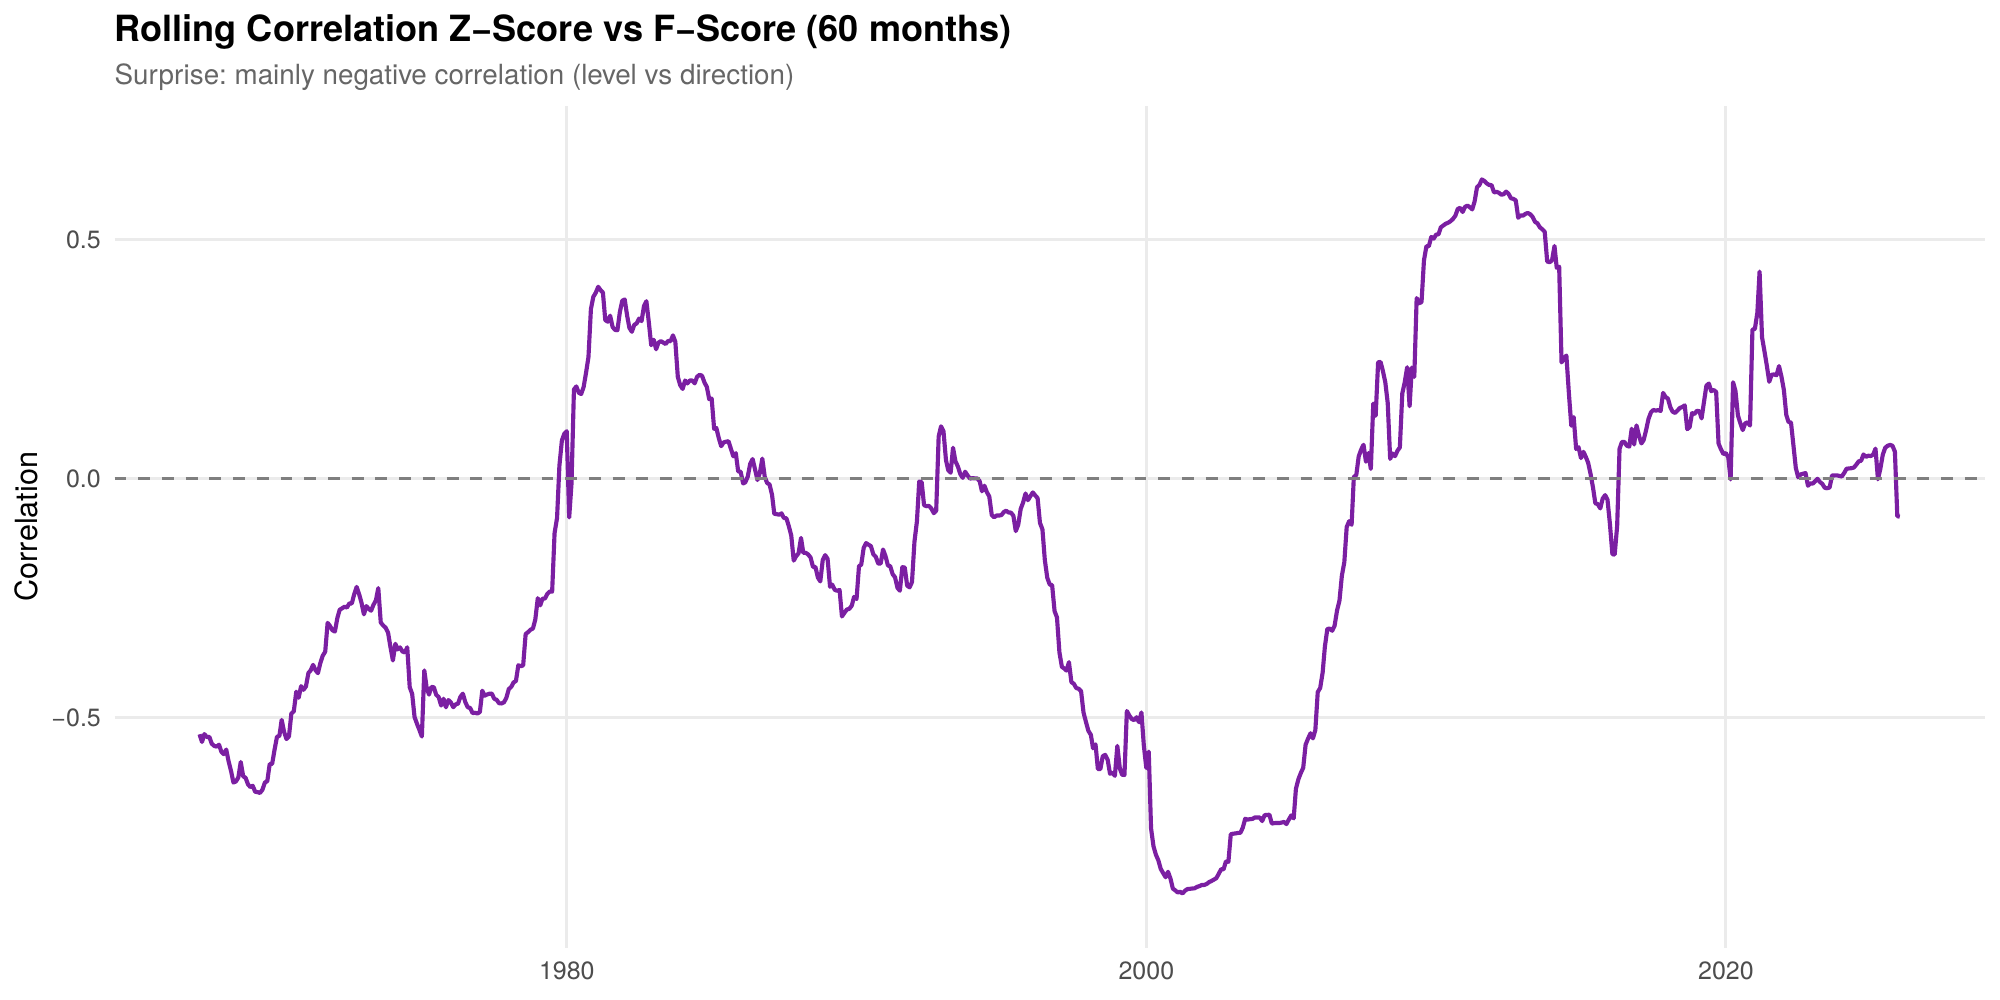 Rolling Correlation Z−Score vs F−Score (60 months)
Surprise: mainly negative correlation (level vs direction)
Correlation
0.5
0.0
−0.5
1980
2000
2020